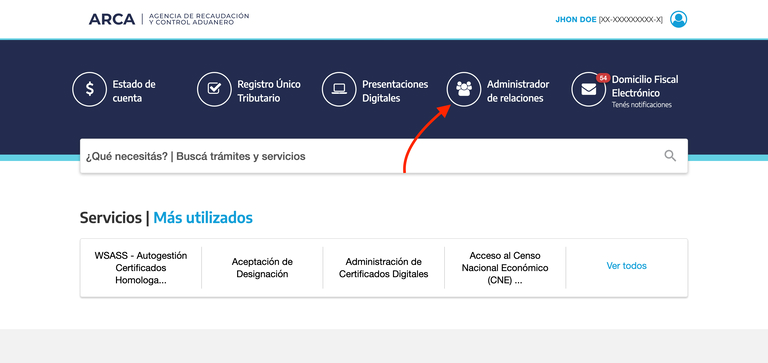 ARCA | AGENCIA DE RECAUDACIÓN
Y CONTROL ADUANERO
JHON DOE [XX-XXXXXXXXX-X]
Estado de
cuenta
Registro Único
Tributario
Presentaciones
Digitales
Administrador
de relaciones
54
Domicilio Fiscal
Electrónico
Tenés notificaciones
¿Qué necesitás? | Buscá trámites y servicios
Servicios | Más utilizados
WSASS - Autogestión
Certificados
Homologa...
Aceptación de
Designación
Administración de
Certificados Digitales
Acceso al Censo
Nacional Económico
(CNE) ...
Ver todos